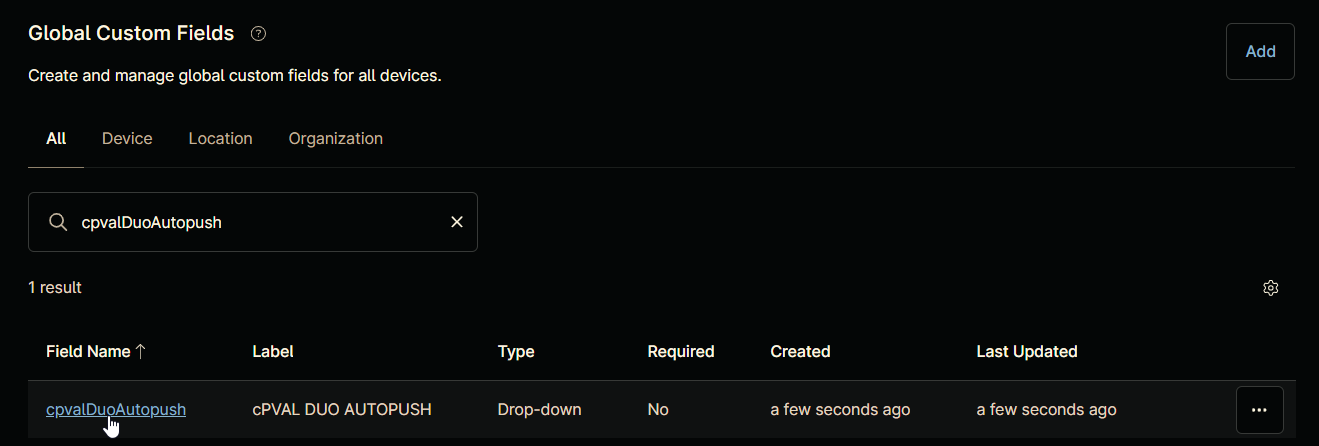 Global Custom Fields ?
Add
Create and manage global custom fields for all devices.
All Device Location Organization
cpvalDuoAutopush
1 result
Field Name ↑ Label Type Required Created Last Updated
cpvalDuoAutopush cPVAL DUO AUTOPUSH Drop-down No a few seconds ago a few seconds ago